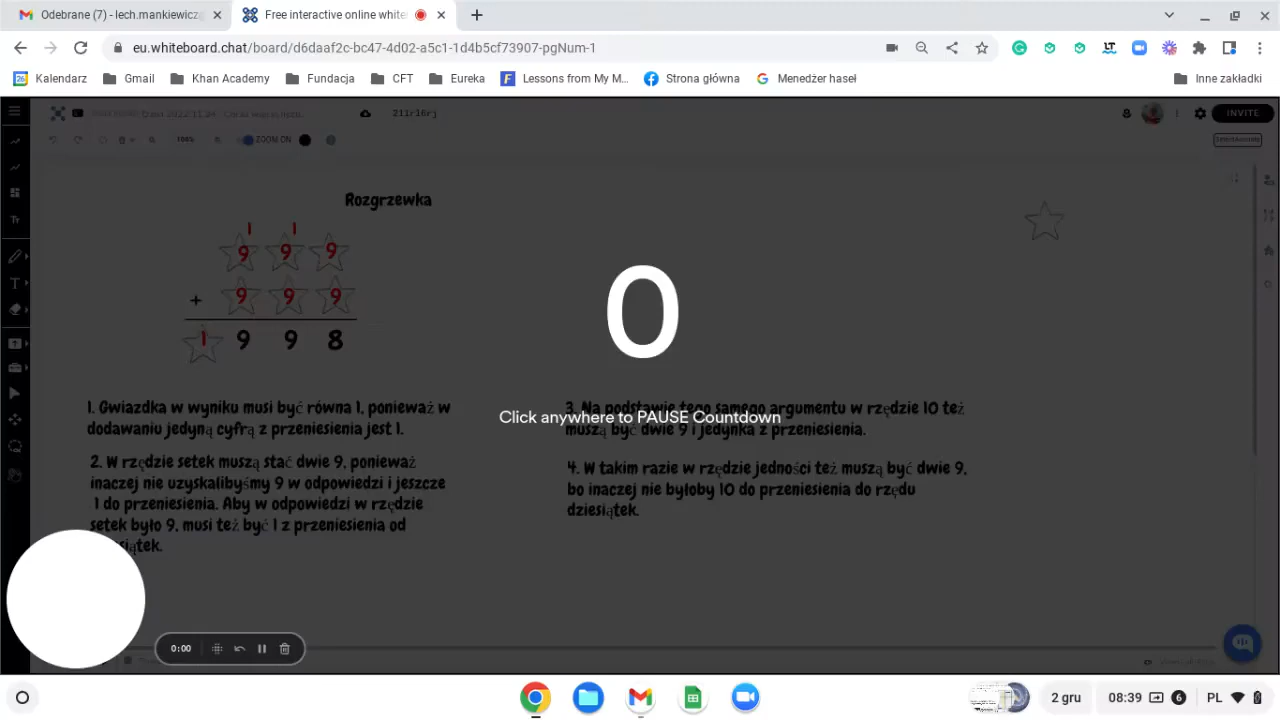 Odebrane (7) - lech.mankiewicz@
Free interactive online white
eu.whiteboard.chat/board/d6daaf2c-bc47-4d02-a5c1-1d4b5cf73907-pgNum-1
Kalendarz
Gmail
Khan Academy
Fundacja
CFT
Eureka
Lessons from My M...
Strona główna
Menedżer haseł
Inne zakładki
21lrl6rj
INVITE
100%
ZOOM ON
Rozgrzewka
1 1
9 9 9
+ 9 9 9
1 9 9 8
0
Click anywhere to PAUSE Countdown
1. Gwiazdka w wyniku musi być równa 1, ponieważ w
dodawaniu jedyną cyfrą z przeniesienia jest 1.
2. W rzędzie setek muszą stać dwie 9, ponieważ
inaczej nie uzyskalibyśmy 9 w odpowiedzi i jeszcze
1 do przeniesienia. Aby w odpowiedzi w rzędzie
setek było 9, musi też być 1 z przeniesienia od
3. Na podstawie tego samego argumentu w rzędzie 10 też
muszą być dwie 9 i jedynka z przeniesienia.
4. W takim razie w rzędzie jedności też muszą być dwie 9,
bo inaczej nie byłoby 10 do przeniesienia do rzędu
dziesiątek.
0:00
2 gru
08:39
6
PL